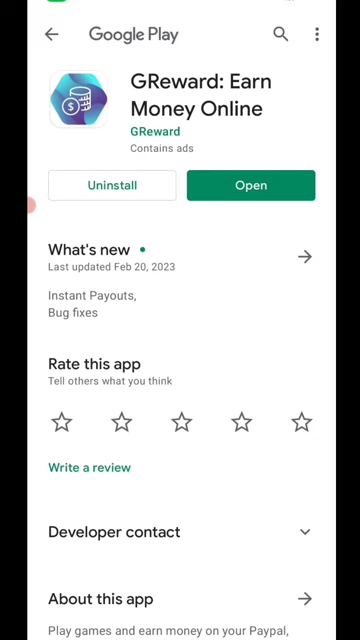 Google Play
GReward: Earn
Money Online
GReward
Contains ads
Uninstall
Open
What's new
Last updated Feb 20, 2023
Instant Payouts,
Bug fixes
Rate this app
Tell others what you think
Write a review
Developer contact
About this app
Play games and earn money on your Paypal,